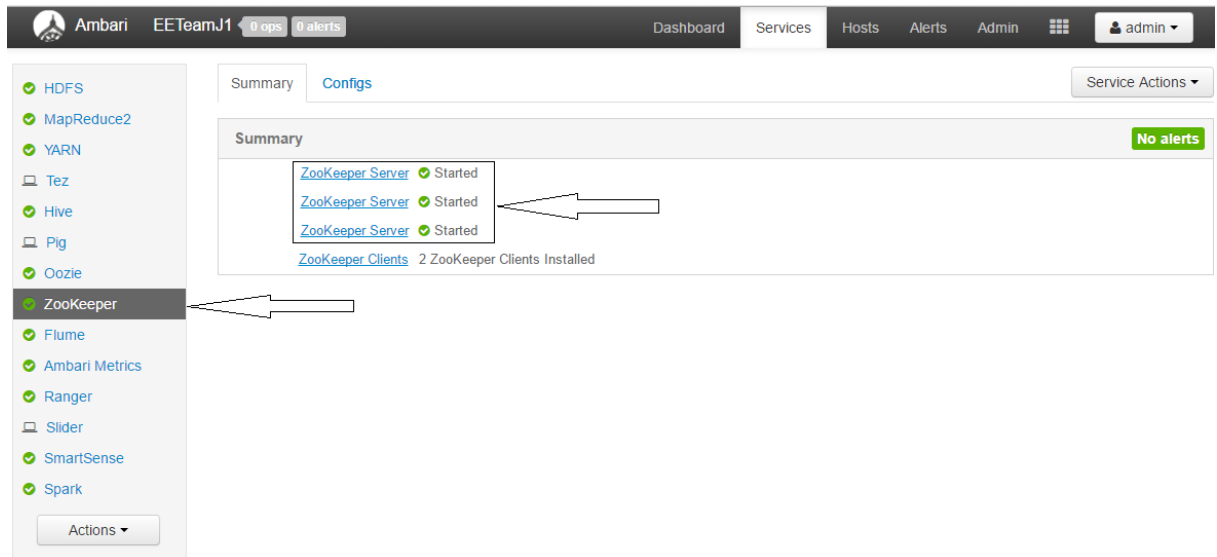 Ambari EETeamJ1 0 ops 0 alerts Dashboard Services Hosts Alerts Admin admin
HDFS
MapReduce2
YARN
Tez
Hive
Pig
Oozie
ZooKeeper
Flume
Ambari Metrics
Ranger
Slider
SmartSense
Spark
Actions
Summary Configs Service Actions
Summary No alerts
ZooKeeper Server Started
ZooKeeper Server Started
ZooKeeper Server Started
ZooKeeper Clients 2 ZooKeeper Clients Installed